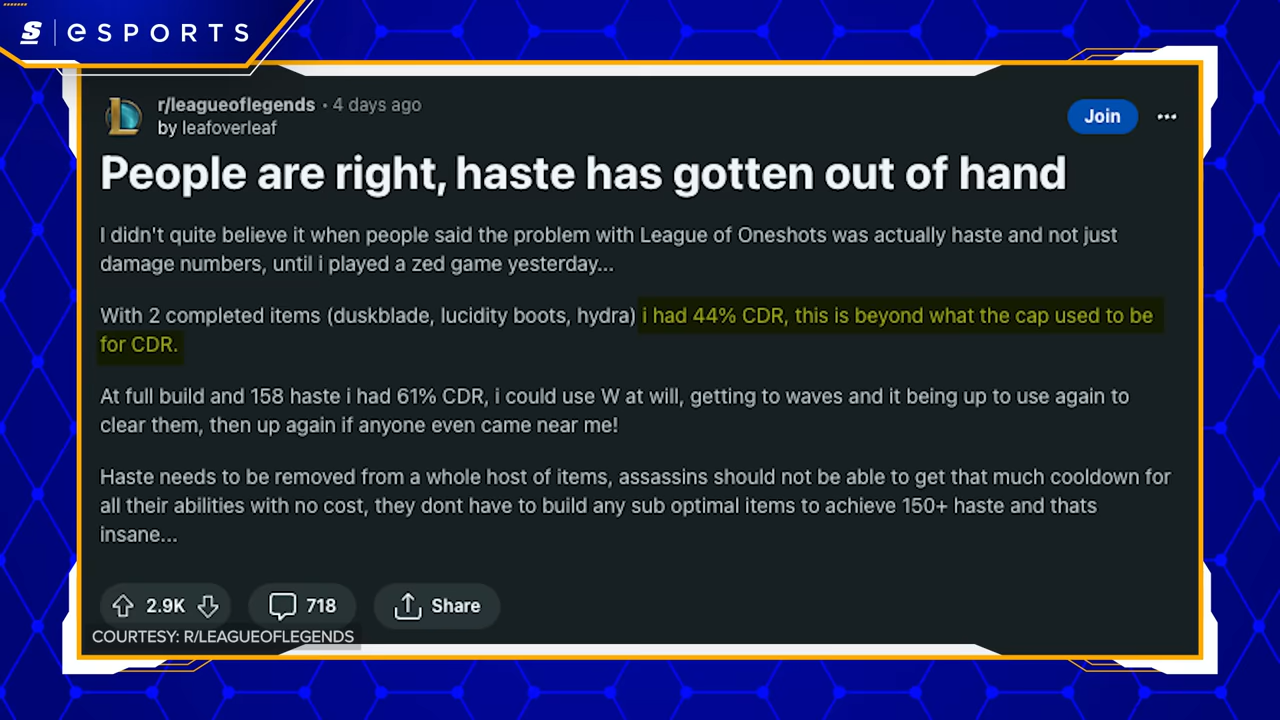 eSPORTS
r/leagueoflegends · 4 days ago
by leafoverleaf
Join
People are right, haste has gotten out of hand
I didn't quite believe it when people said the problem with League of Oneshots was actually haste and not just
damage numbers, until i played a zed game yesterday...
With 2 completed items (duskblade, lucidity boots, hydra) i had 44% CDR, this is beyond what the cap used to be
for CDR.
At full build and 158 haste i had 61% CDR, i could use W at will, getting to waves and it being up to use again to
clear them, then up again if anyone even came near me!
Haste needs to be removed from a whole host of items, assassins should not be able to get that much cooldown for
all their abilities with no cost, they dont have to build any sub optimal items to achieve 150+ haste and thats
insane...
2.9K 718 Share
COURTESY: R/LEAGUEOFLEGENDS